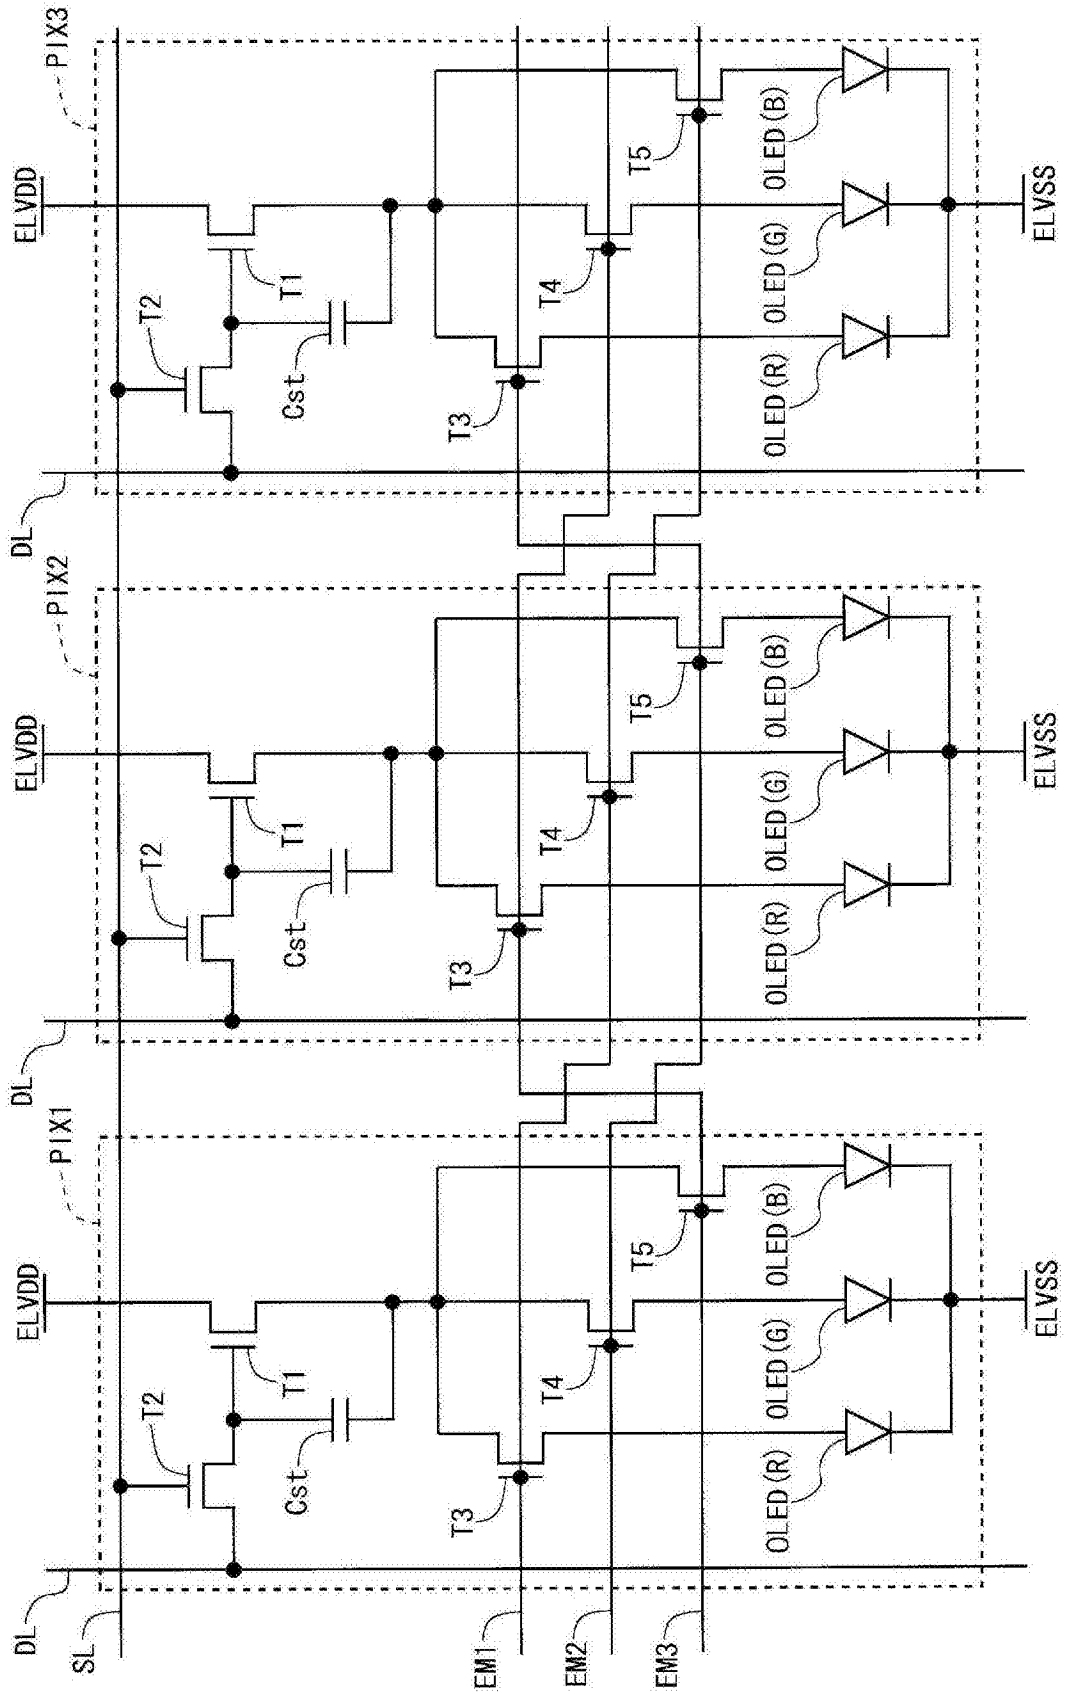 PIX1
PIX2
PIX3
DL
ELVDD
DL
ELVDD
DL
ELVDD
SL
T2
T1
T2
T1
T2
T1
Cst
Cst
Cst
EM1
T3
T3
T3
EM2
T4
T4
T4
EM3
T5
T5
T5
OLED(R)
OLED(G)
OLED(B)
OLED(R)
OLED(G)
OLED(B)
OLED(R)
OLED(G)
OLED(B)
ELVSS
ELVSS
ELVSS